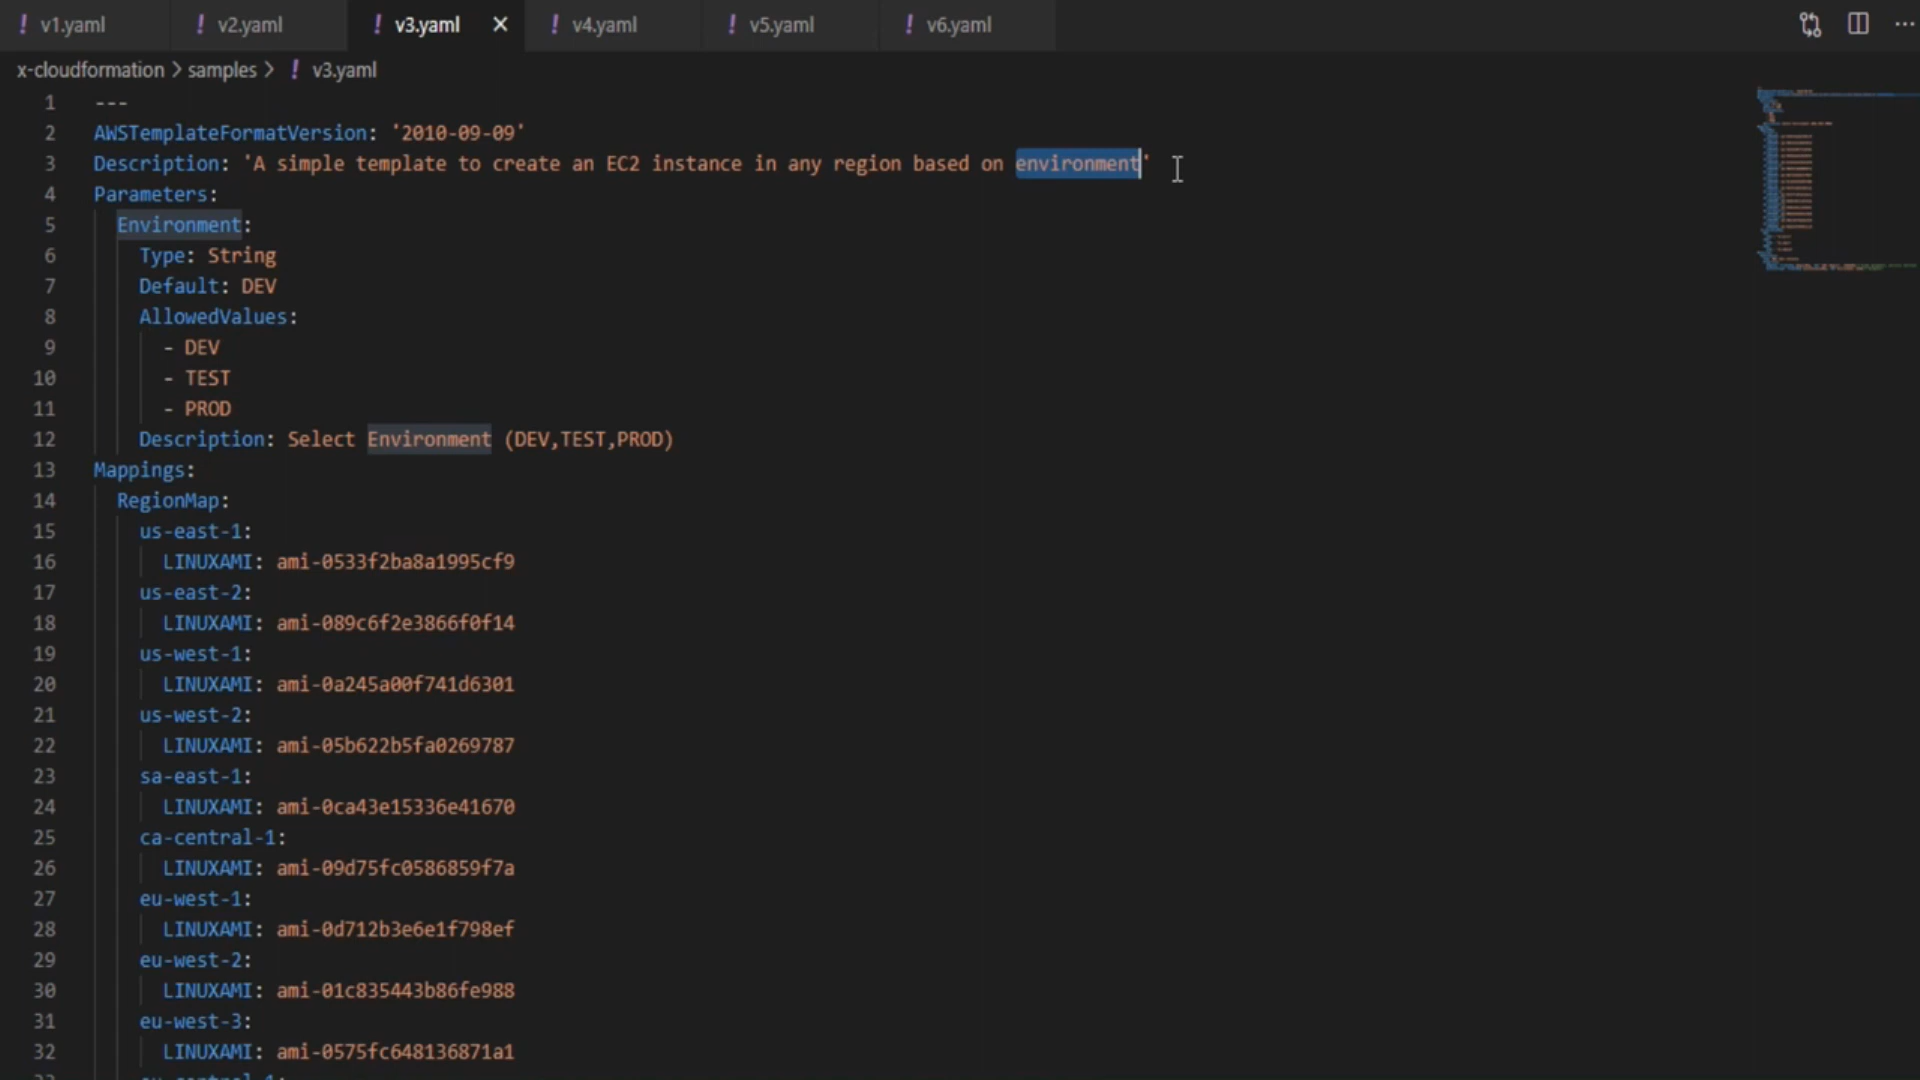 ! v1.yaml ! v2.yaml ! v3.yaml × ! v4.yaml ! v5.yaml ! v6.yaml ...
x-cloudformation > samples > ! v3.yaml
1 ---
2 AWSTemplateFormatVersion: '2010-09-09'
3 Description: 'A simple template to create an EC2 instance in any region based on environment'
4 Parameters:
5 Environment:
6 Type: String
7 Default: DEV
8 AllowedValues:
9 - DEV
10 - TEST
11 - PROD
12 Description: Select Environment (DEV,TEST,PROD)
13 Mappings:
14 RegionMap:
15 us-east-1:
16 LINUXAMI: ami-0533f2ba8a1995cf9
17 us-east-2:
18 LINUXAMI: ami-089c6f2e3866f0f14
19 us-west-1:
20 LINUXAMI: ami-0a245a00f741d6301
21 us-west-2:
22 LINUXAMI: ami-05b622b5fa0269787
23 sa-east-1:
24 LINUXAMI: ami-0ca43e15336e41670
25 ca-central-1:
26 LINUXAMI: ami-09d75fc0586859f7a
27 eu-west-1:
28 LINUXAMI: ami-0d712b3e6e1f798ef
29 eu-west-2:
30 LINUXAMI: ami-01c835443b86fe988
31 eu-west-3:
32 LINUXAMI: ami-0575fc648136871a1